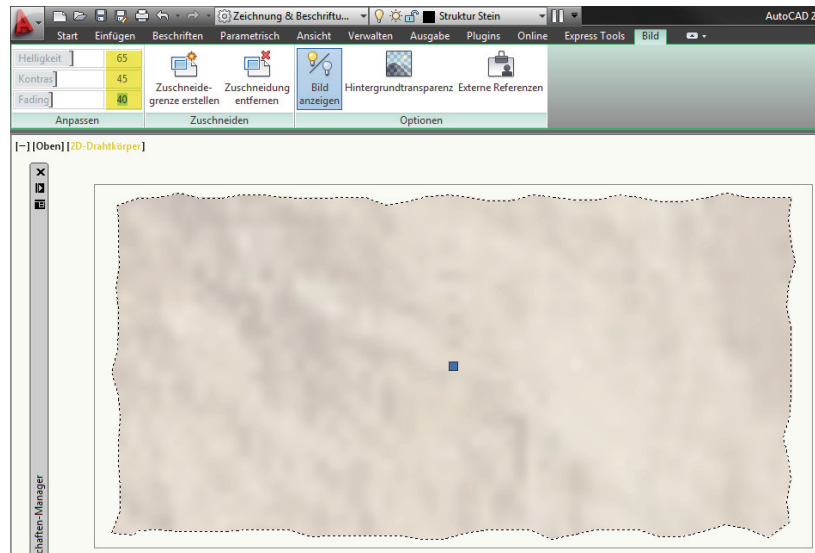 Zeichnung & Beschriftu... Struktur Stein AutoCAD 2
Start Einfügen Beschriften Parametrisch Ansicht Verwalten Ausgabe Plugins Online Express Tools Bild
Helligkeit 65
Kontras 45
Fading 40
Zuschneide-
grenze erstellen
Zuschneidung
entfernen
Bild
anzeigen
Hintergrundtransparenz Externe Referenzen
Anpassen Zuschneiden Optionen
[−][Oben][2D-Drahtkörper]
chaften-Manager